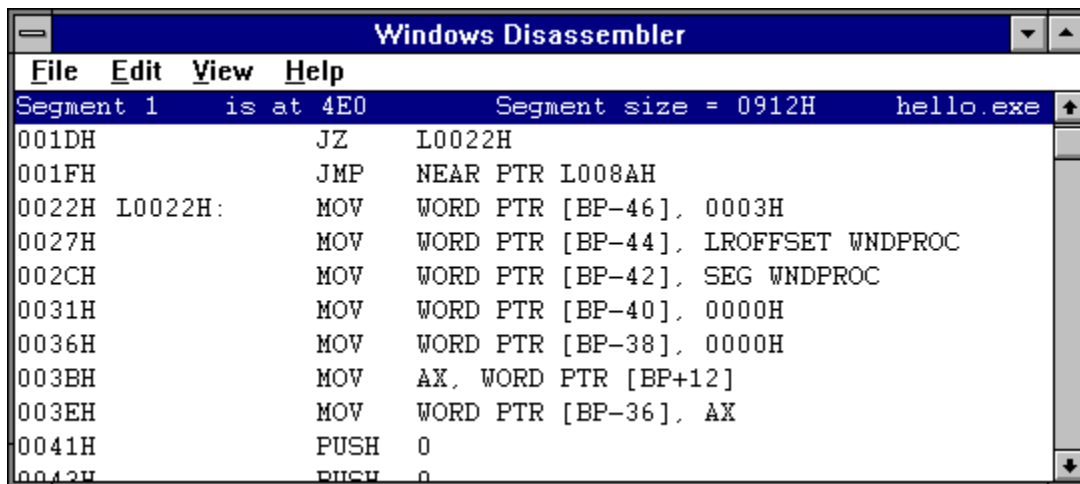 Windows Disassembler
File Edit View Help
Segment 1 is at 4E0 Segment size = 0912H hello.exe
001DH JZ L0022H
001FH JMP NEAR PTR L008AH
0022H L0022H: MOV WORD PTR [BP-46], 0003H
0027H MOV WORD PTR [BP-44], LROFFSET WNDPROC
002CH MOV WORD PTR [BP-42], SEG WNDPROC
0031H MOV WORD PTR [BP-40], 0000H
0036H MOV WORD PTR [BP-38], 0000H
003BH MOV AX, WORD PTR [BP+12]
003EH MOV WORD PTR [BP-36], AX
0041H PUSH 0
PUSH 0